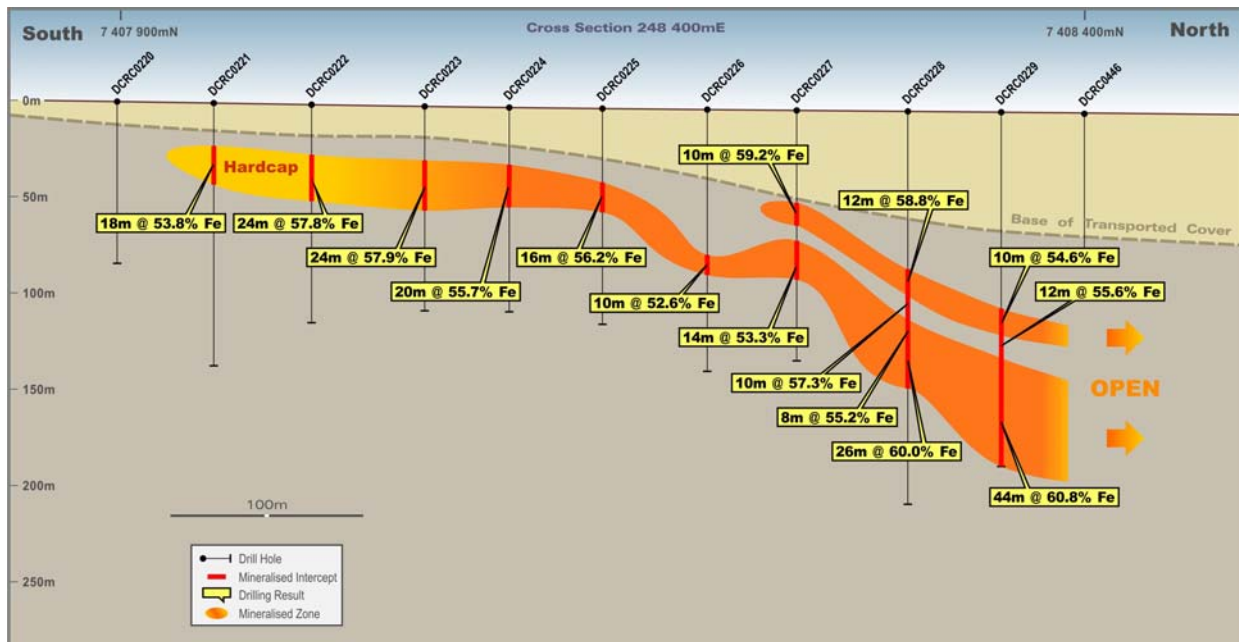 South
7 407 900mN
Cross Section 248 400mE
7 408 400mN
North
DCRC0220
DCRC0221
DCRC0222
DCRC0223
DCRC0224
DCRC0225
DCRC0226
DCRC0227
DCRC0228
DCRC0229
DCRC0446
0m
50m
100m
150m
200m
250m
Hardcap
18m @ 53.8% Fe
24m @ 57.8% Fe
24m @ 57.9% Fe
20m @ 55.7% Fe
16m @ 56.2% Fe
10m @ 52.6% Fe
10m @ 59.2% Fe
14m @ 53.3% Fe
12m @ 58.8% Fe
10m @ 57.3% Fe
8m @ 55.2% Fe
26m @ 60.0% Fe
Base of Transported Cover
10m @ 54.6% Fe
12m @ 55.6% Fe
44m @ 60.8% Fe
OPEN
100m
Drill Hole
Mineralised Intercept
Drilling Result
Mineralised Zone